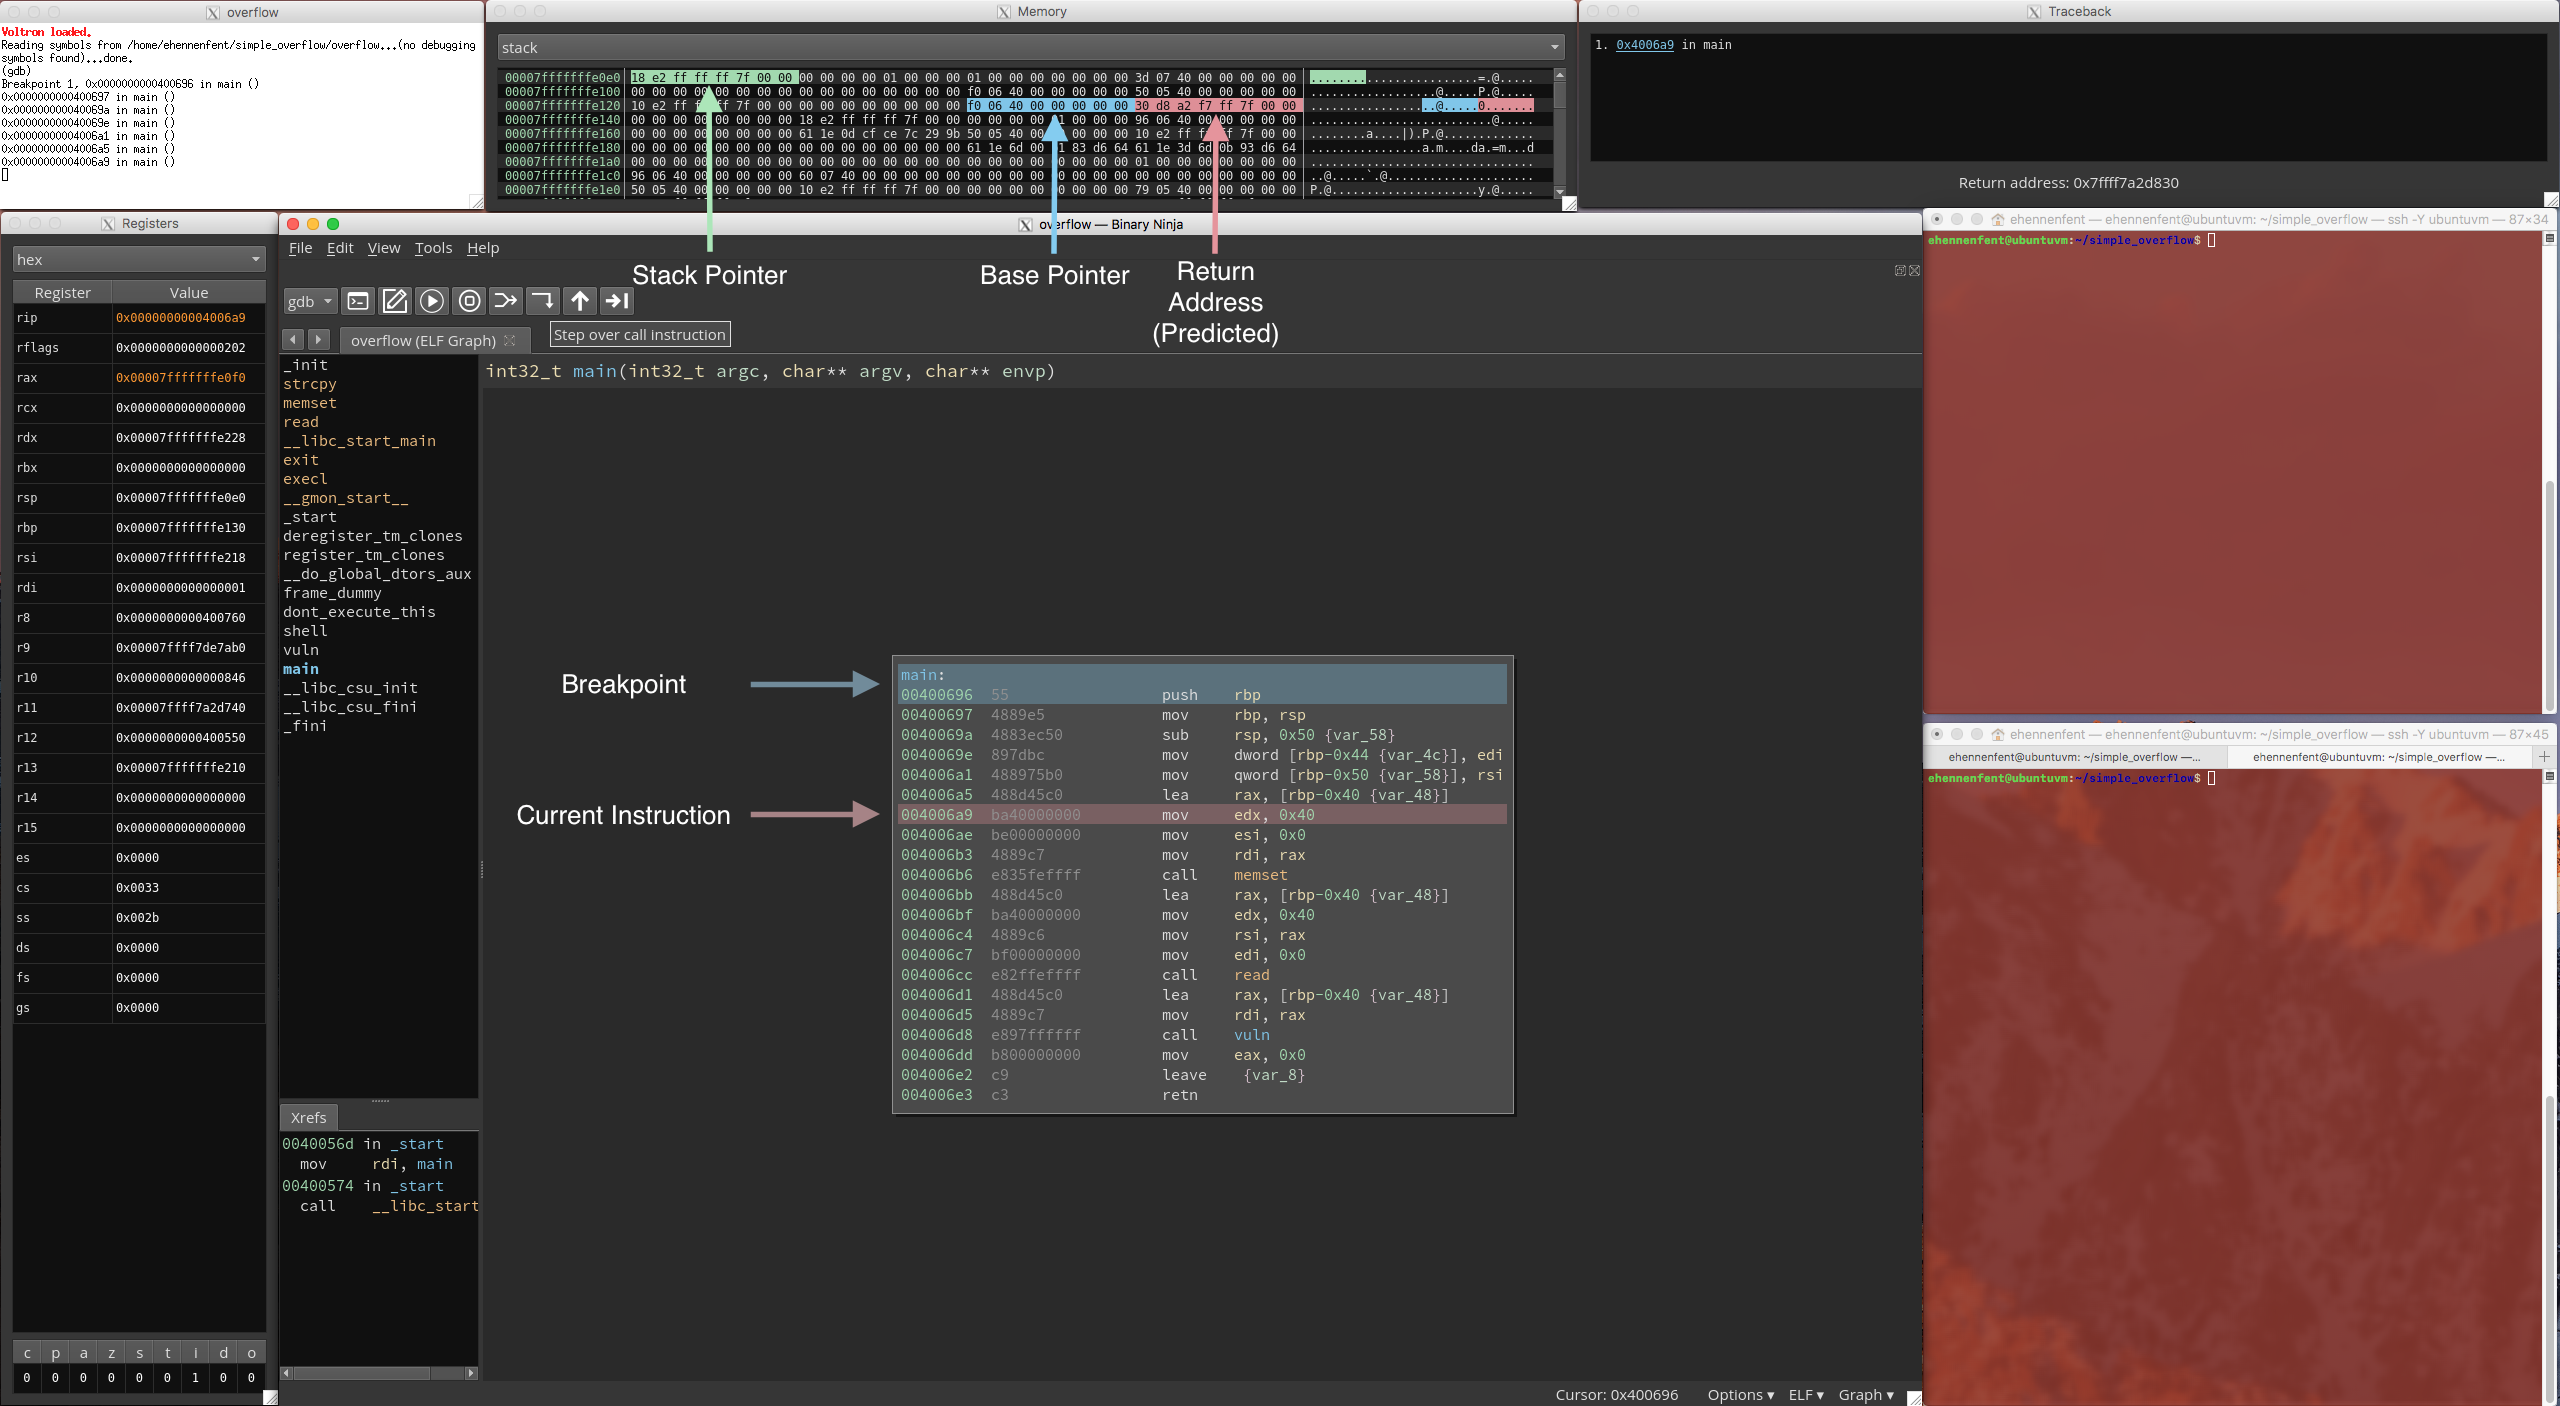 overflow
Voltron loaded.
Reading symbols from /home/ehennenfent/simple_overflow/overflow...(no debugging
symbols found)...done.
(gdb)
Breakpoint 1, 0x0000000000400696 in main ()
0x0000000000400697 in main ()
0x000000000040069a in main ()
0x000000000040069e in main ()
0x00000000004006a1 in main ()
0x00000000004006a5 in main ()
0x00000000004006a9 in main ()
Memory
stack
00007fffffffe0e0 18 e2 ff ff ff 7f 00 00 00 00 00 00 01 00 00 00 01 00 00 00 00 00 00 00 3d 07 40 00 00 00 00 00 ........................=.@.....
00007fffffffe100 00 00 00 00 00 00 00 00 00 00 00 00 00 f0 06 40 00 00 00 00 00 50 05 40 00 00 00 00 00
00007fffffffe120 10 e2 ff ff 7f 00 00 00 00 00 00 00 00 00 00 f0 06 40 00 00 00 00 00 30 d8 a2 f7 ff 7f 00 00
00007fffffffe140 00 00 00 00 00 00 00 00 18 e2 ff ff ff 7f 00 00 00 00 00 00 00 00 00 96 06 40 00 00 00 00
00007fffffffe160 00 00 00 00 00 00 00 00 61 1e 0d cf ce 7c 29 9b 50 05 40 00 00 00 00 10 e2 ff ff 7f 00 00
00007fffffffe180 00 00 00 00 00 00 00 00 00 00 00 00 00 00 00 00 61 1e 6d 00 83 d6 64 61 1e 3d 6d 93 d6 64
00007fffffffe1a0 00 00 00 00 00 00 00 00 00 00 00 00 00 00 00 00 00 00 00 00 00 00 01 00 00 00 00 00 00
00007fffffffe1c0 96 06 40 00 00 00 00 00 60 07 40 00 00 00 00 00 00 00 00 00 00 00 00 00 00 00 00 00 00
00007fffffffe1e0 50 05 40 00 00 00 00 00 10 e2 ff ff ff 7f 00 00 00 00 00 00 00 00 00 00 79 05 40 00 00 00 00 00
Traceback
1. 0x4006a9 in main
Return address: 0x7ffff7a2d830
Registers
hex
Register Value
rip 0x00000000004006a9
rflags 0x0000000000000202
rax 0x00007fffffffe0f0
rcx 0x0000000000000000
rdx 0x00007fffffffe228
rbx 0x0000000000000000
rsp 0x00007fffffffe0e0
rbp 0x00007fffffffe130
rsi 0x00007fffffffe218
rdi 0x0000000000000001
r8 0x0000000000400760
r9 0x00007ffff7de7ab0
r10 0x0000000000000846
r11 0x00007ffff7a2d740
r12 0x0000000000400550
r13 0x00007fffffffe210
r14 0x0000000000000000
r15 0x0000000000000000
es 0x0000
cs 0x0033
ss 0x002b
ds 0x0000
fs 0x0000
gs 0x0000
c p a z s t i d o
0 0 0 0 0 0 1 0 0
overflow — Binary Ninja
File Edit View Tools Help
Stack Pointer
Base Pointer
Return
Address
(Predicted)
gdb
Step over call instruction
overflow (ELF Graph)
_init
strcpy
memset
read
__libc_start_main
exit
execl
__gmon_start__
_start
deregister_tm_clones
register_tm_clones
__do_global_dtors_aux
frame_dummy
dont_execute_this
shell
vuln
main
__libc_csu_init
__libc_csu_fini
_fini
Xrefs
0040056d in _start
mov rdi, main
00400574 in _start
call __libc_start
int32_t main(int32_t argc, char** argv, char** envp)
Breakpoint
Current Instruction
main:
00400696 55 push rbp
00400697 4889e5 mov rbp, rsp
0040069a 4883ec50 sub rsp, 0x50 {var_58}
0040069e 897dbc mov dword [rbp-0x44 {var_4c}], edi
004006a1 488975b0 mov qword [rbp-0x50 {var_58}], rsi
004006a5 488d45c0 lea rax, [rbp-0x40 {var_48}]
004006a9 ba40000000 mov edx, 0x40
004006ae be00000000 mov esi, 0x0
004006b3 4889c7 mov rdi, rax
004006b6 e835feffff call memset
004006bb 488d45c0 lea rax, [rbp-0x40 {var_48}]
004006bf ba40000000 mov edx, 0x40
004006c4 4889c6 mov rsi, rax
004006c7 bf00000000 mov edi, 0x0
004006cc e82ffeffff call read
004006d1 488d45c0 lea rax, [rbp-0x40 {var_48}]
004006d5 4889c7 mov rdi, rax
004006d8 e897ffffff call vuln
004006dd b800000000 mov eax, 0x0
004006e2 c9 leave {var_8}
004006e3 c3 retn
Cursor: 0x400696 Options ▾ ELF ▾ Graph ▾
ehennenfent — ehennenfent@ubuntuvm: ~/simple_overflow — ssh -Y ubuntuvm — 87×34
ehennenfent@ubuntuvm:~/simple_overflow$
ehennenfent — ehennenfent@ubuntuvm: ~/simple_overflow — ssh -Y ubuntuvm — 87×45
ehennenfent@ubuntuvm: ~/simple_overflow —... ehennenfent@ubuntuvm: ~/simple_overflow —...
ehennenfent@ubuntuvm:~/simple_overflow$